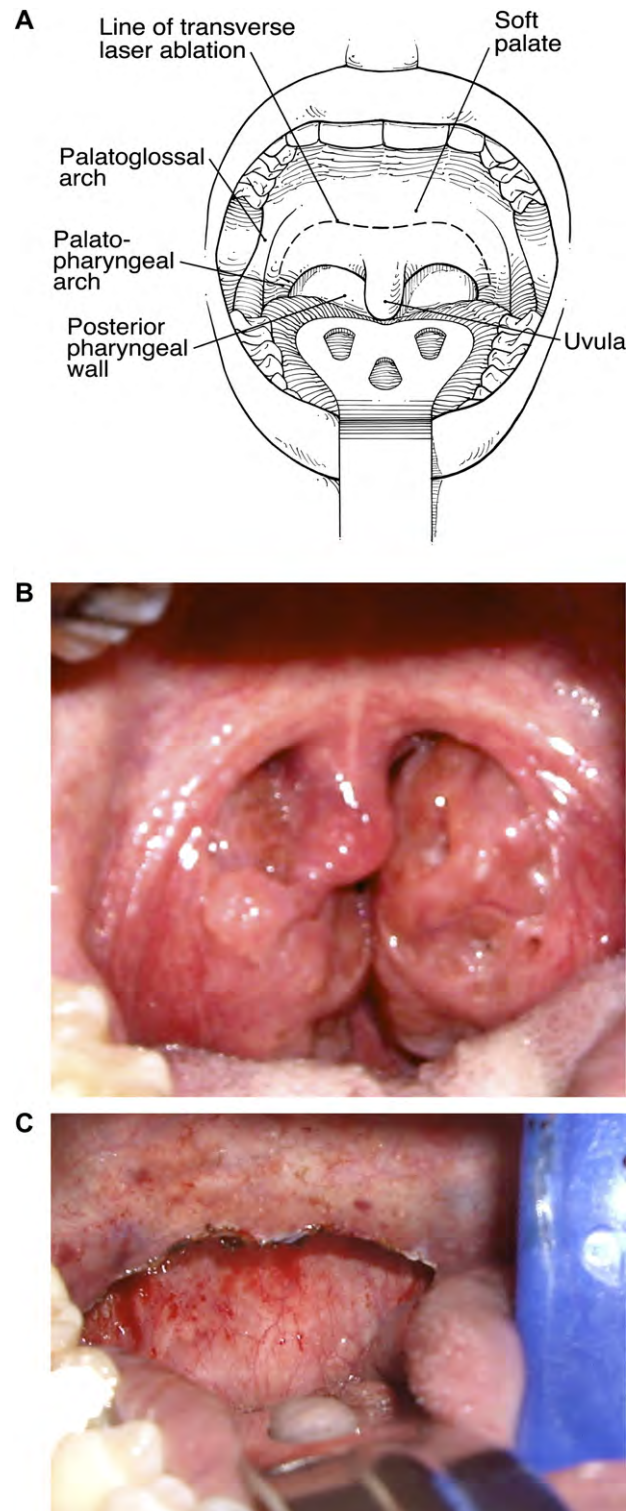 A
Line of transverse
laser ablation
Soft
palate
Palatoglossal
arch
Palato-
pharyngeal
arch
Posterior
pharyngeal
wall
Uvula
B
C